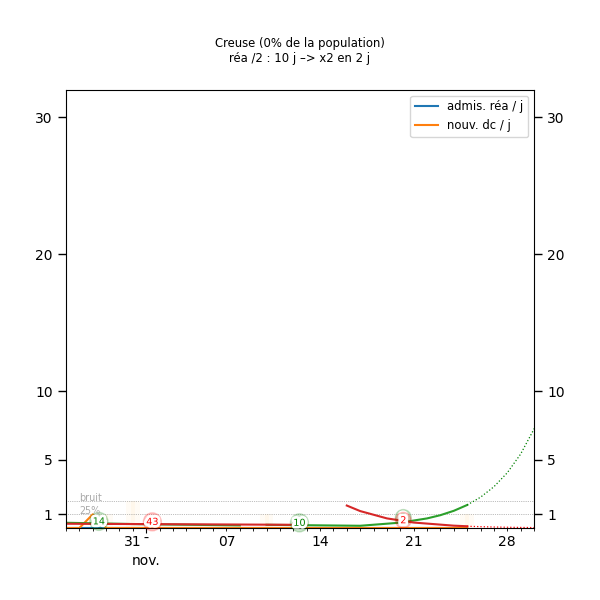 Creuse (0% de la population)
réa /2 : 10 j –> x2 en 2 j
admis. réa / j
nouv. dc / j
30 30
20 20
10 10
5 5
bruit
25%
1 1
14 43 10 2
31 - 07 14 21 28
nov.